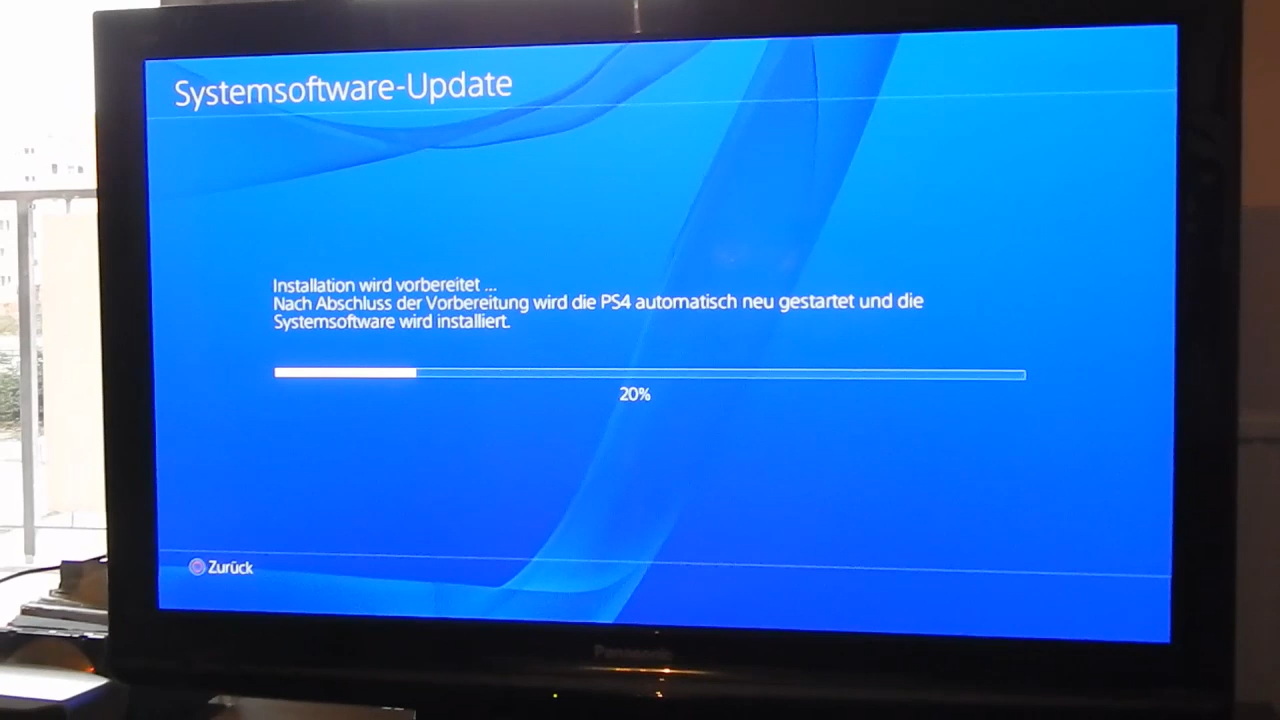 Systemsoftware-Update
Installation wird vorbereitet ...
Nach Abschluss der Vorbereitung wird die PS4 automatisch neu gestartet und die
Systemsoftware wird installiert.
20%
Zurück
Panasonic